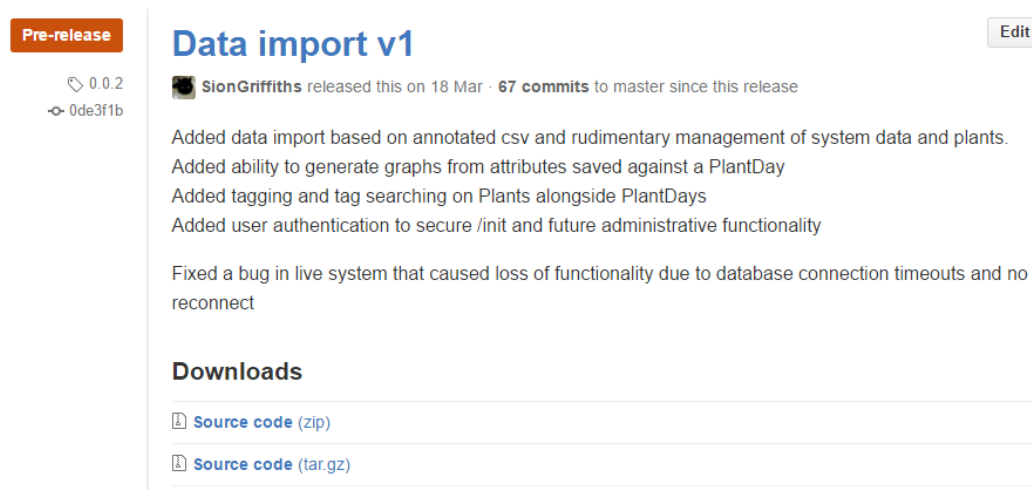 Pre-release
0.0.2
0de3f1b
Data import v1
Edit
SionGriffiths released this on 18 Mar · 67 commits to master since this release
Added data import based on annotated csv and rudimentary management of system data and plants.
Added ability to generate graphs from attributes saved against a PlantDay
Added tagging and tag searching on Plants alongside PlantDays
Added user authentication to secure /init and future administrative functionality
Fixed a bug in live system that caused loss of functionality due to database connection timeouts and no
reconnect
Downloads
Source code (zip)
Source code (tar.gz)